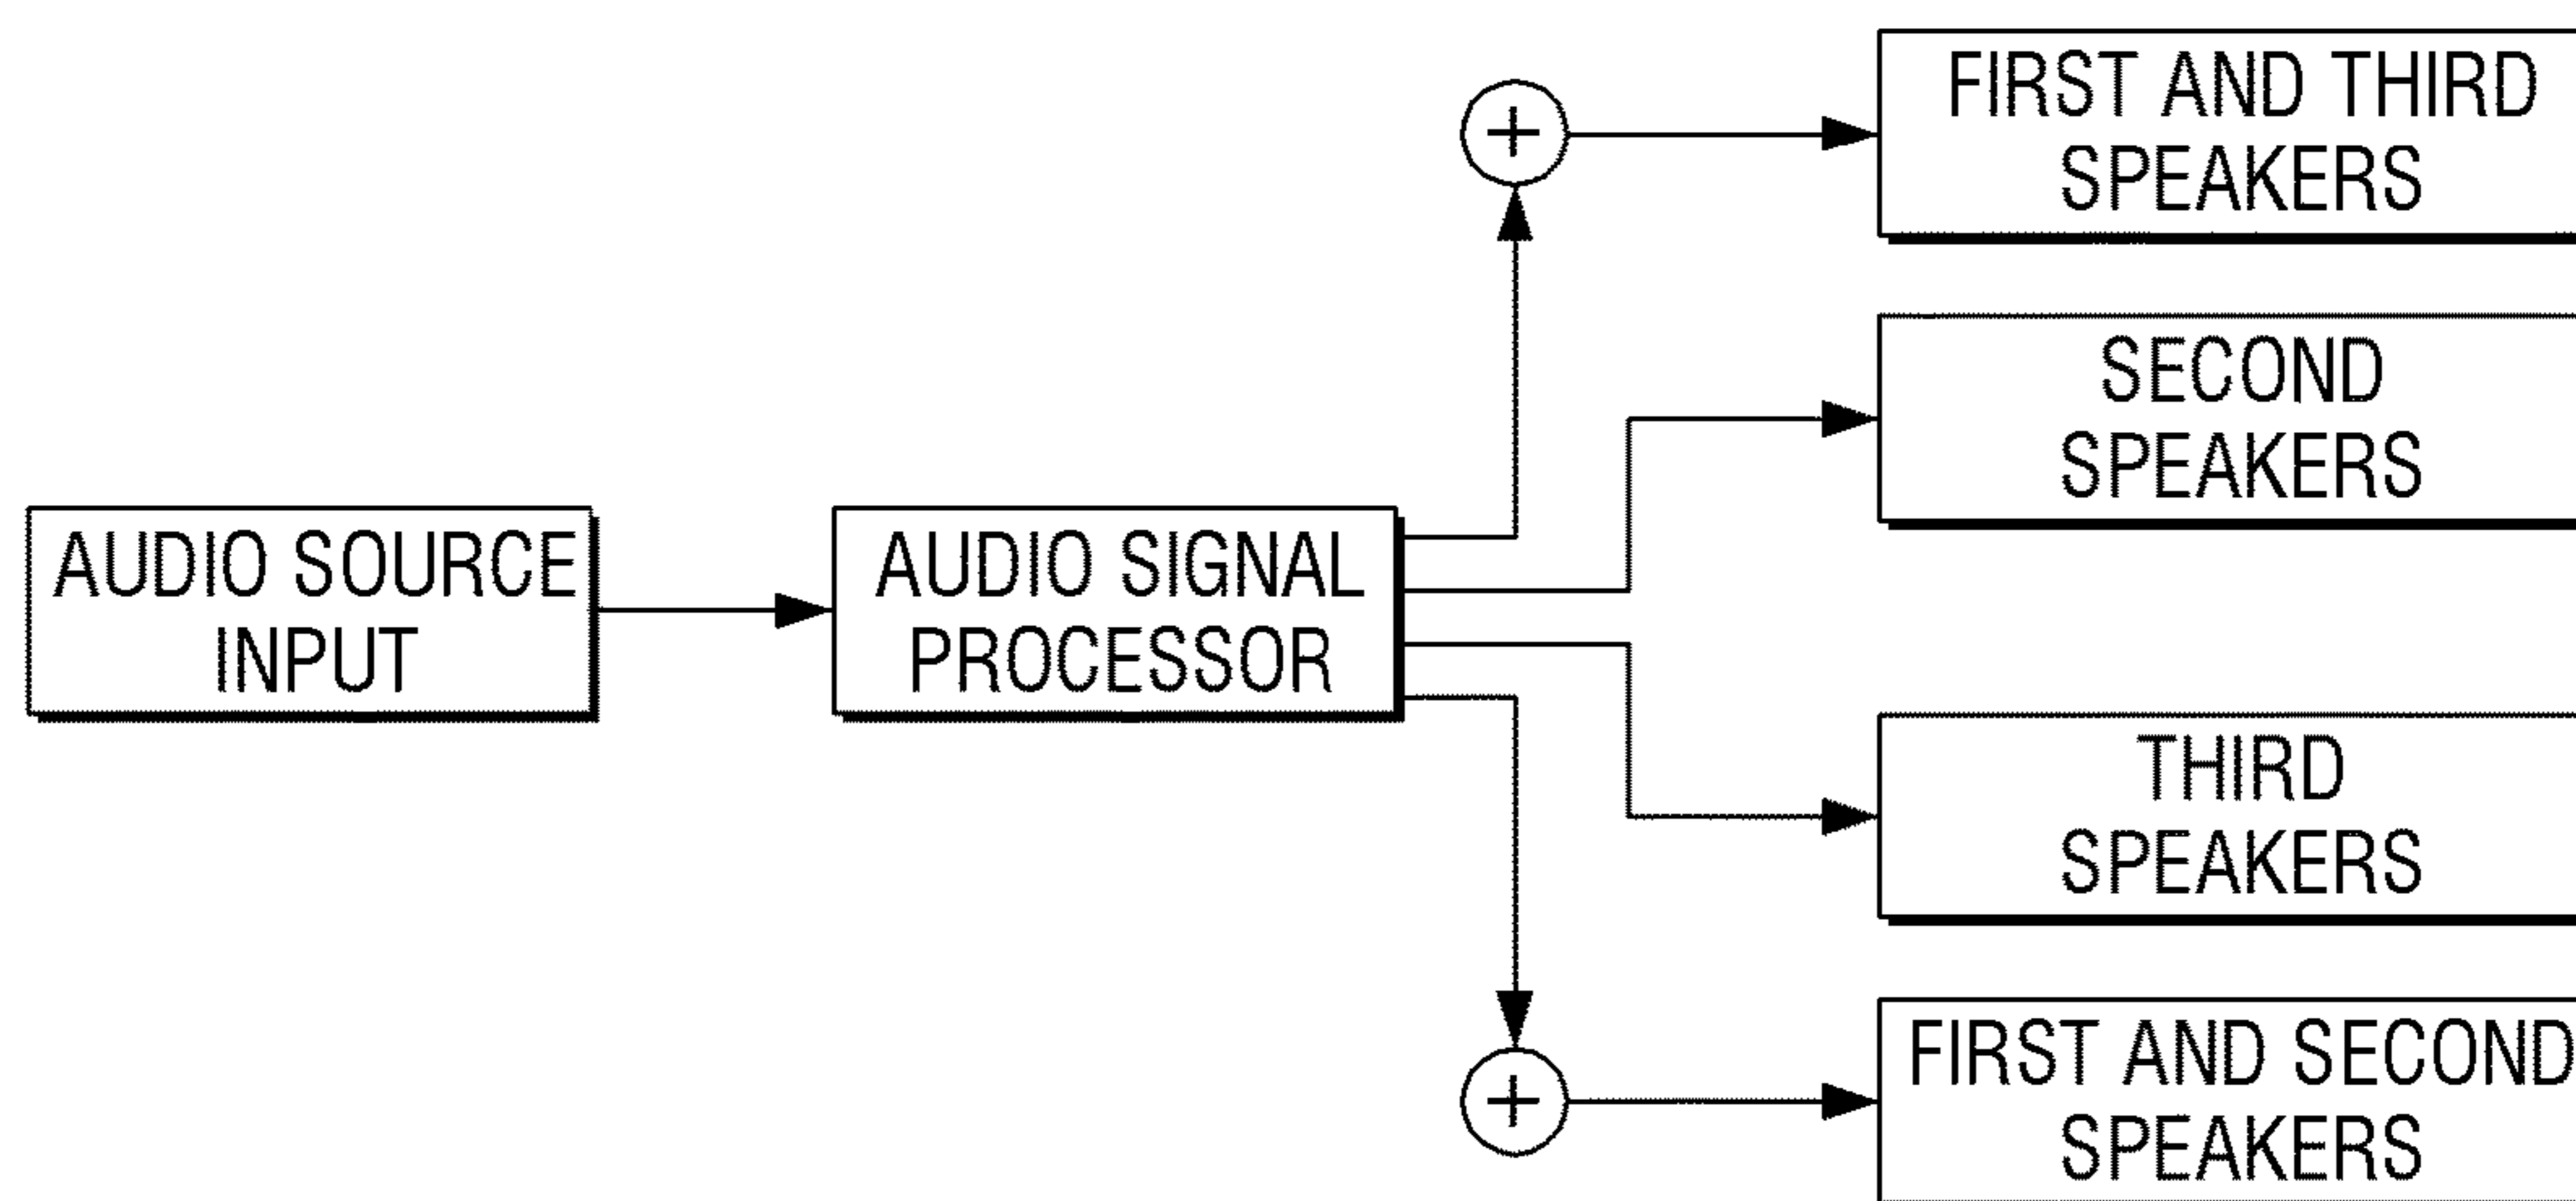 FIRST AND THIRD
SPEAKERS
SECOND
SPEAKERS
AUDIO SOURCE
INPUT
AUDIO SIGNAL
PROCESSOR
THIRD
SPEAKERS
FIRST AND SECOND
SPEAKERS